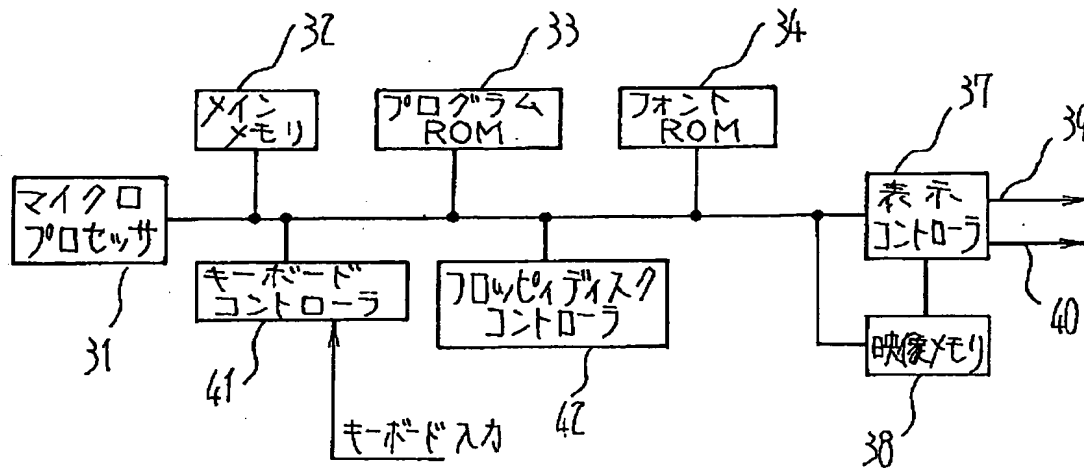 32
33
34
37
39
メイン
メモリ
プログラム
ROM
フォント
ROM
マイクロ
プロセッサ
表示
コントローラ
キーボード
コントローラ
フロッピィディスク
コントローラ
映像メモリ
40
31
41
42
38
キーボード入力